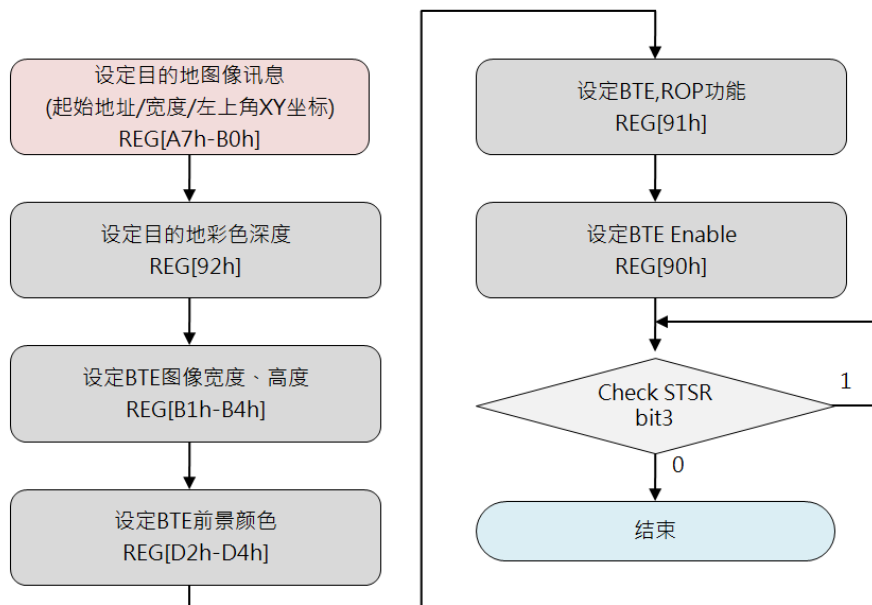 设定目的地图像讯息
(起始地址/宽度/左上角XY坐标)
REG[A7h-B0h]
设定目的地彩色深度
REG[92h]
设定BTE图像宽度、高度
REG[B1h-B4h]
设定BTE前景颜色
REG[D2h-D4h]
设定BTE,ROP功能
REG[91h]
设定BTE Enable
REG[90h]
Check STSR
bit3
1
0
结束